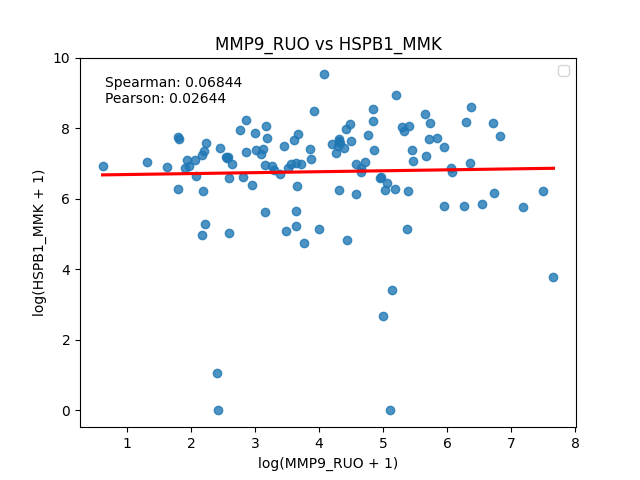 MMP9_RUO vs HSPB1_MMK
Spearman: 0.06844
Pearson: 0.02644
10
8
6
4
2
0
log(HSPB1_MMK + 1)
1 2 3 4 5 6 7 8
log(MMP9_RUO + 1)